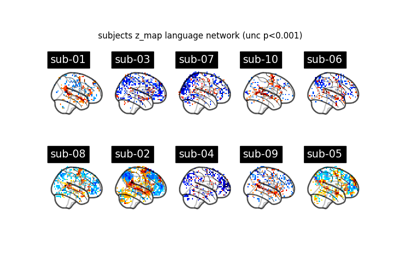 subjects z_map language network (unc p<0.001)
sub-01 sub-03 sub-07 sub-10 sub-06
sub-08 sub-02 sub-04 sub-09 sub-05